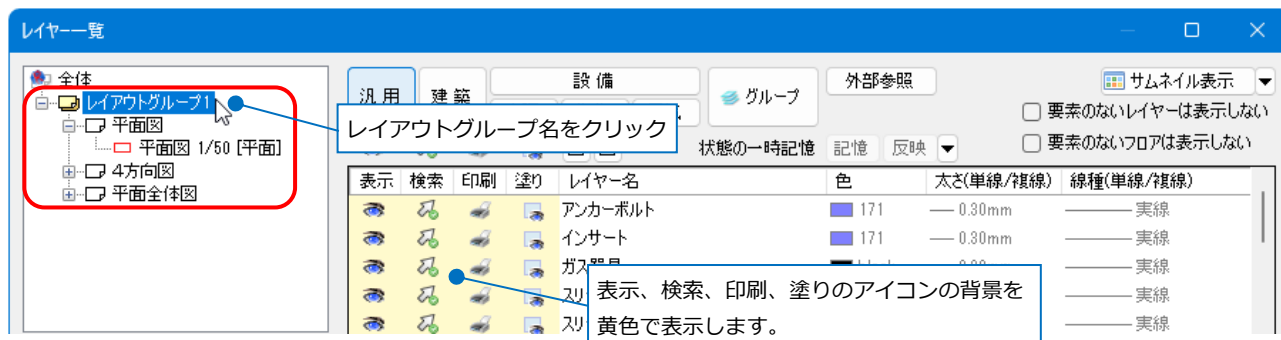 レイヤー一覧
全体
レイアウトグループ1
平面図
平面図 1/50 [平面]
4方向図
平面全体図
汎用
建築
設備
グループ
外部参照
サムネイル表示
要素のないレイヤーは表示しない
要素のないフロアは表示しない
レイアウトグループ名をクリック
状態の一時記憶 記憶 反映
表示 検索 印刷 塗り レイヤー名 色 太さ(単線/複線) 線種(単線/複線)
アンカーボルト 171 0.30mm 実線
インサート 171 0.30mm 実線
実線
実線
実線
表示、検索、印刷、塗りのアイコンの背景を
黄色で表示します。